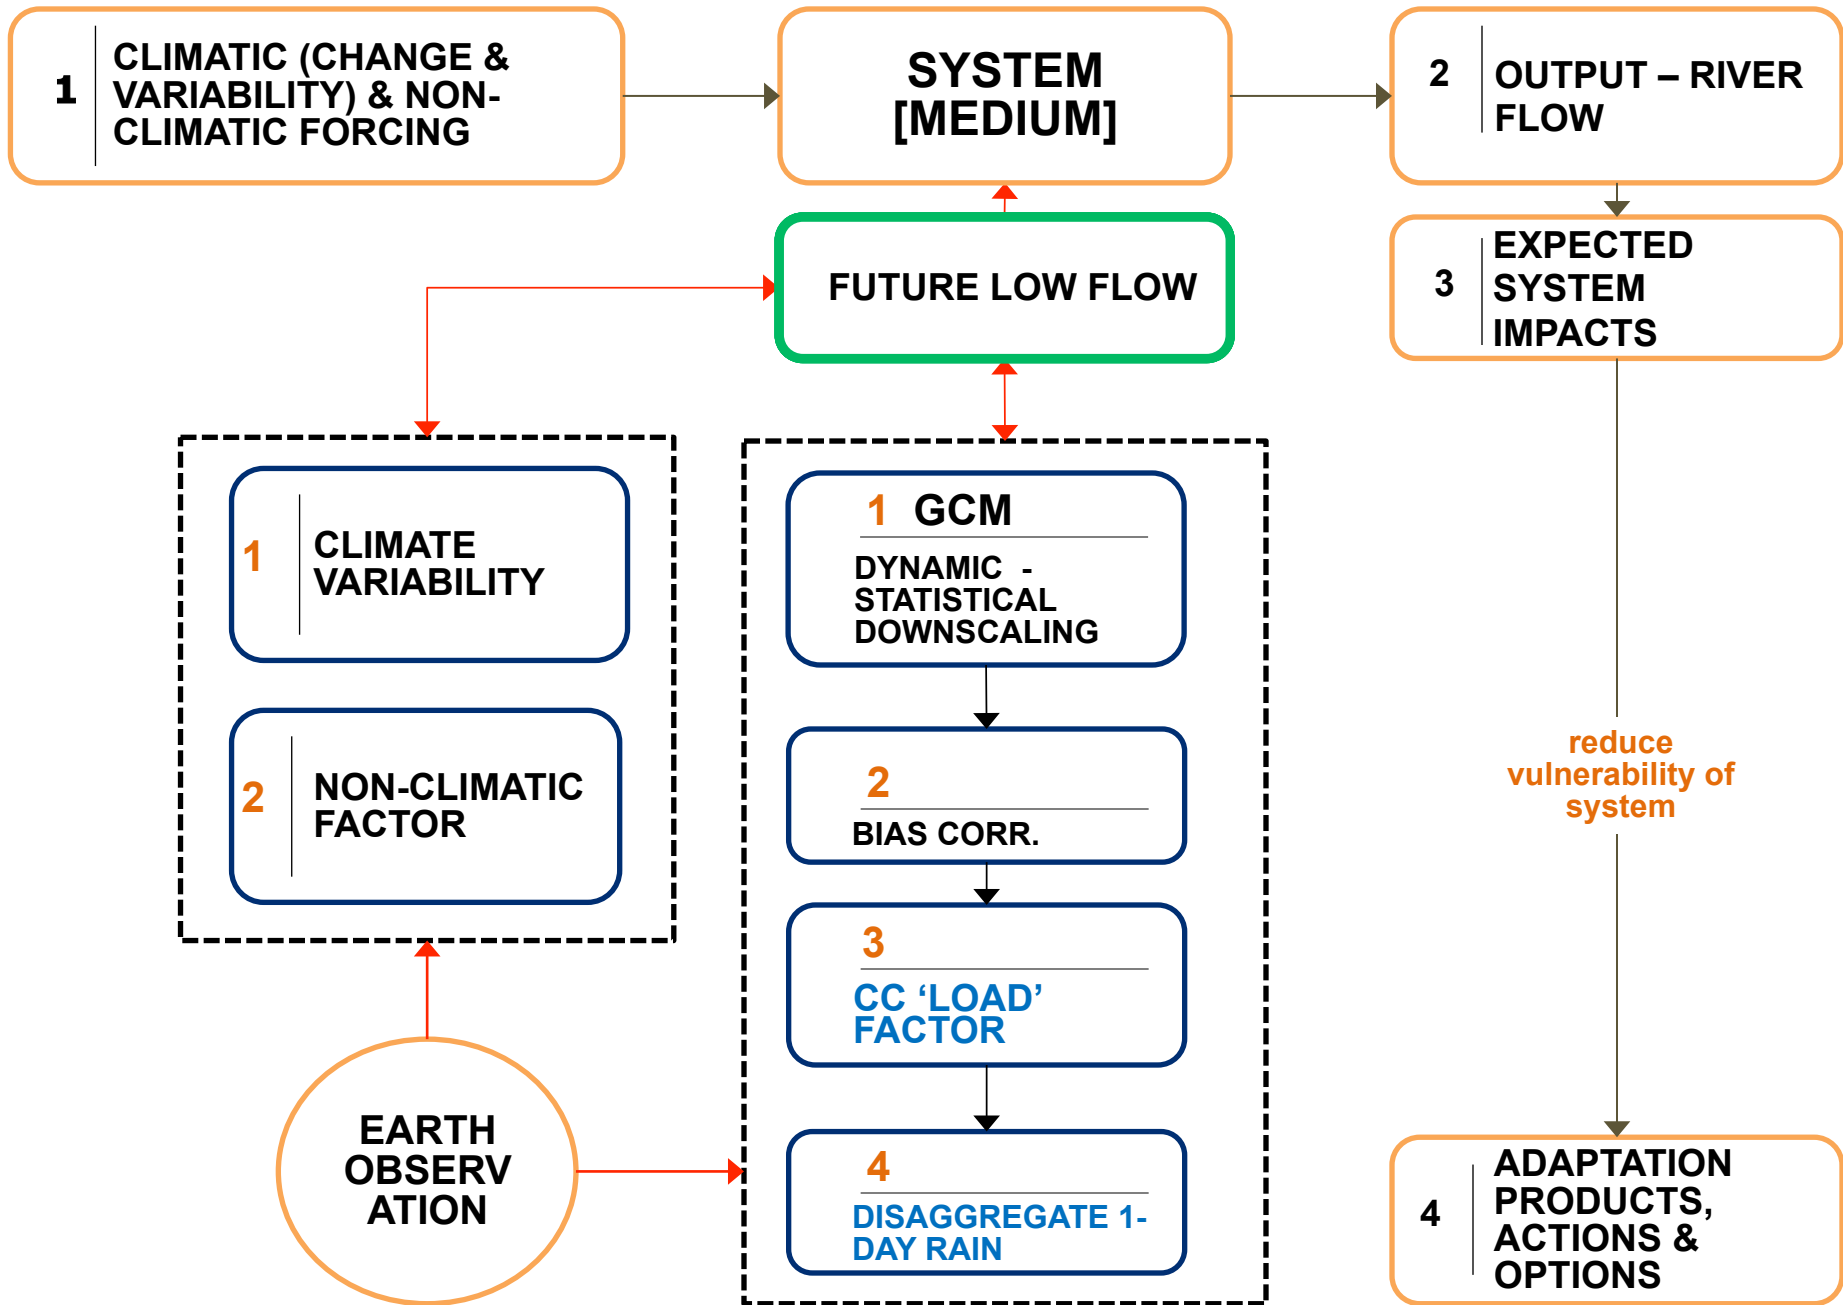 1
CLIMATIC (CHANGE &
VARIABILITY) & NON-
CLIMATIC FORCING
SYSTEM
[MEDIUM]
2
OUTPUT – RIVER
FLOW
FUTURE LOW FLOW
3
EXPECTED
SYSTEM
IMPACTS
1
CLIMATE
VARIABILITY
2
NON-CLIMATIC
FACTOR
1 GCM
DYNAMIC -
STATISTICAL
DOWNSCALING
2
BIAS CORR.
3
CC ‘LOAD’
FACTOR
4
DISAGGREGATE 1-
DAY RAIN
reduce
vulnerability of
system
EARTH
OBSERV
ATION
4
ADAPTATION
PRODUCTS,
ACTIONS &
OPTIONS